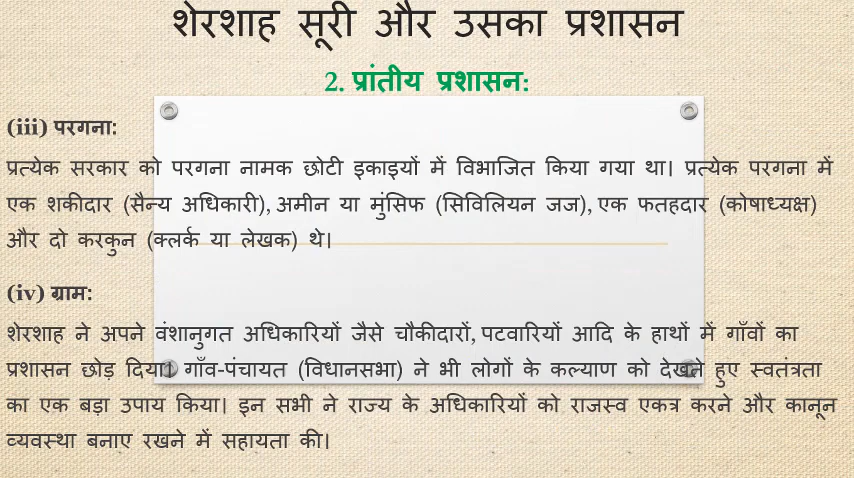 शेरशाह सूरी और उसका प्रशासन
2. प्रांतीय प्रशासन:
(iii) परगना:
प्रत्येक सरकार को परगना नामक छोटी इकाइयों में विभाजित किया गया था। प्रत्येक परगना में
एक शकीदार (सैन्य अधिकारी), अमीन या मुंसिफ (सिविलियन जज), एक फतहदार (कोषाध्यक्ष)
और दो करकुन (क्लर्क या लेखक) थे।
(iv) ग्राम:
शेरशाह ने अपने वंशानुगत अधिकारियों जैसे चौकीदारों, पटवारियों आदि के हाथों में गाँवों का
प्रशासन छोड़ दिया। गाँव-पंचायत (विधानसभा) ने भी लोगों के कल्याण को देखते हुए स्वतंत्रता
का एक बड़ा उपाय किया। इन सभी ने राज्य के अधिकारियों को राजस्व एकत्र करने और कानून
व्यवस्था बनाए रखने में सहायता की।